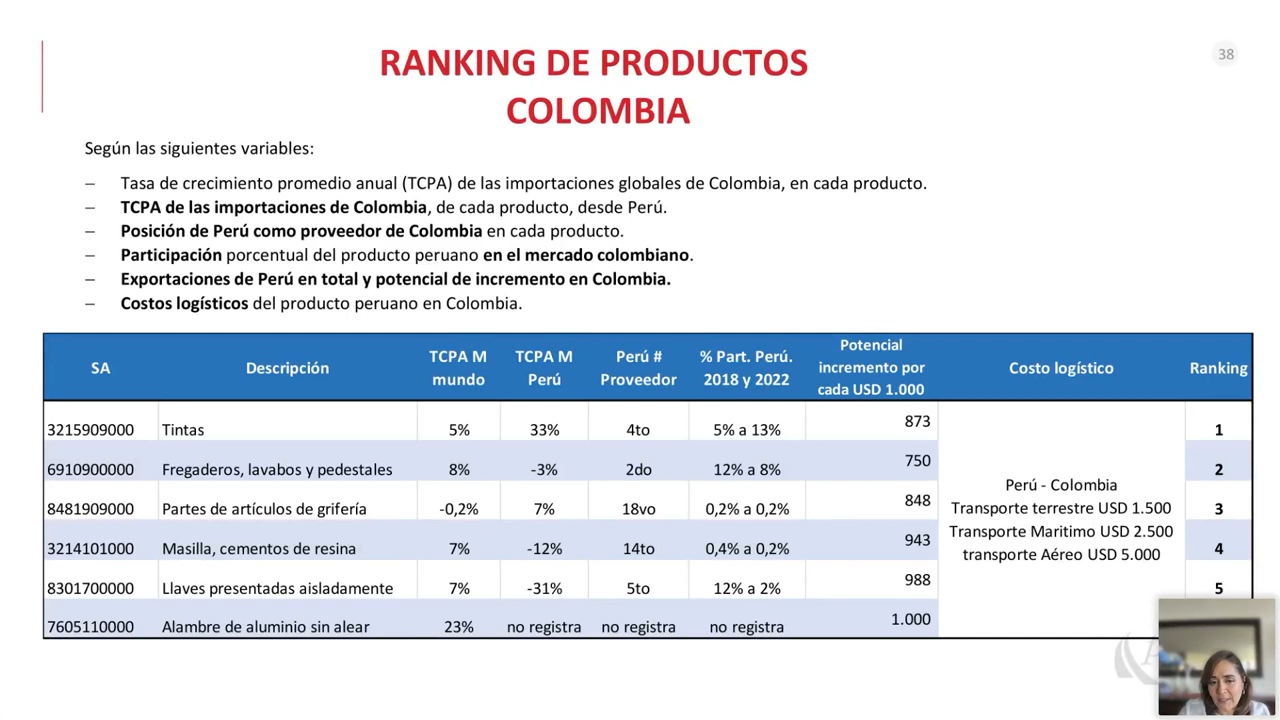 38
RANKING DE PRODUCTOS
COLOMBIA
Según las siguientes variables:
– Tasa de crecimiento promedio anual (TCPA) de las importaciones globales de Colombia, en cada producto.
– TCPA de las importaciones de Colombia, de cada producto, desde Perú.
– Posición de Perú como proveedor de Colombia en cada producto.
– Participación porcentual del producto peruano en el mercado colombiano.
– Exportaciones de Perú en total y potencial de incremento en Colombia.
– Costos logísticos del producto peruano en Colombia.
SA Descripción TCPA M mundo TCPA M Perú Perú # Proveedor % Part. Perú. 2018 y 2022 Potencial incremento por cada USD 1.000 Costo logístico Ranking
3215909000 Tintas 5% 33% 4to 5% a 13% 873 1
6910900000 Fregaderos, lavabos y pedestales 8% -3% 2do 12% a 8% 750 2
8481909000 Partes de artículos de grifería -0,2% 7% 18vo 0,2% a 0,2% 848 3
3214101000 Masilla, cementos de resina 7% -12% 14to 0,4% a 0,2% 943 4
8301700000 Llaves presentadas aisladamente 7% -31% 5to 12% a 2% 988 5
7605110000 Alambre de aluminio sin alear 23% no registra no registra no registra 1.000
Perú - Colombia
Transporte terrestre USD 1.500
Transporte Maritimo USD 2.500
transporte Aéreo USD 5.000